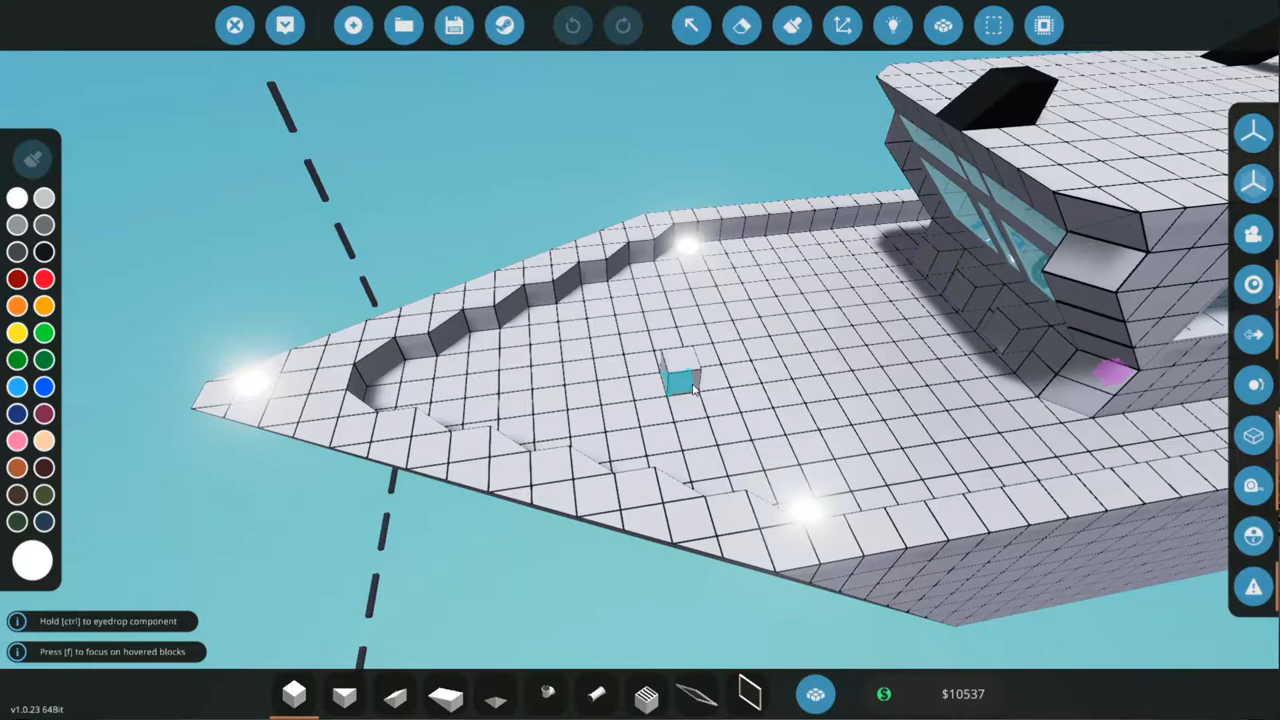 Hold [ctrl] to eyedrop component
Press [f] to focus on hovered blocks
v1.0.23 64Bit
$
$10537